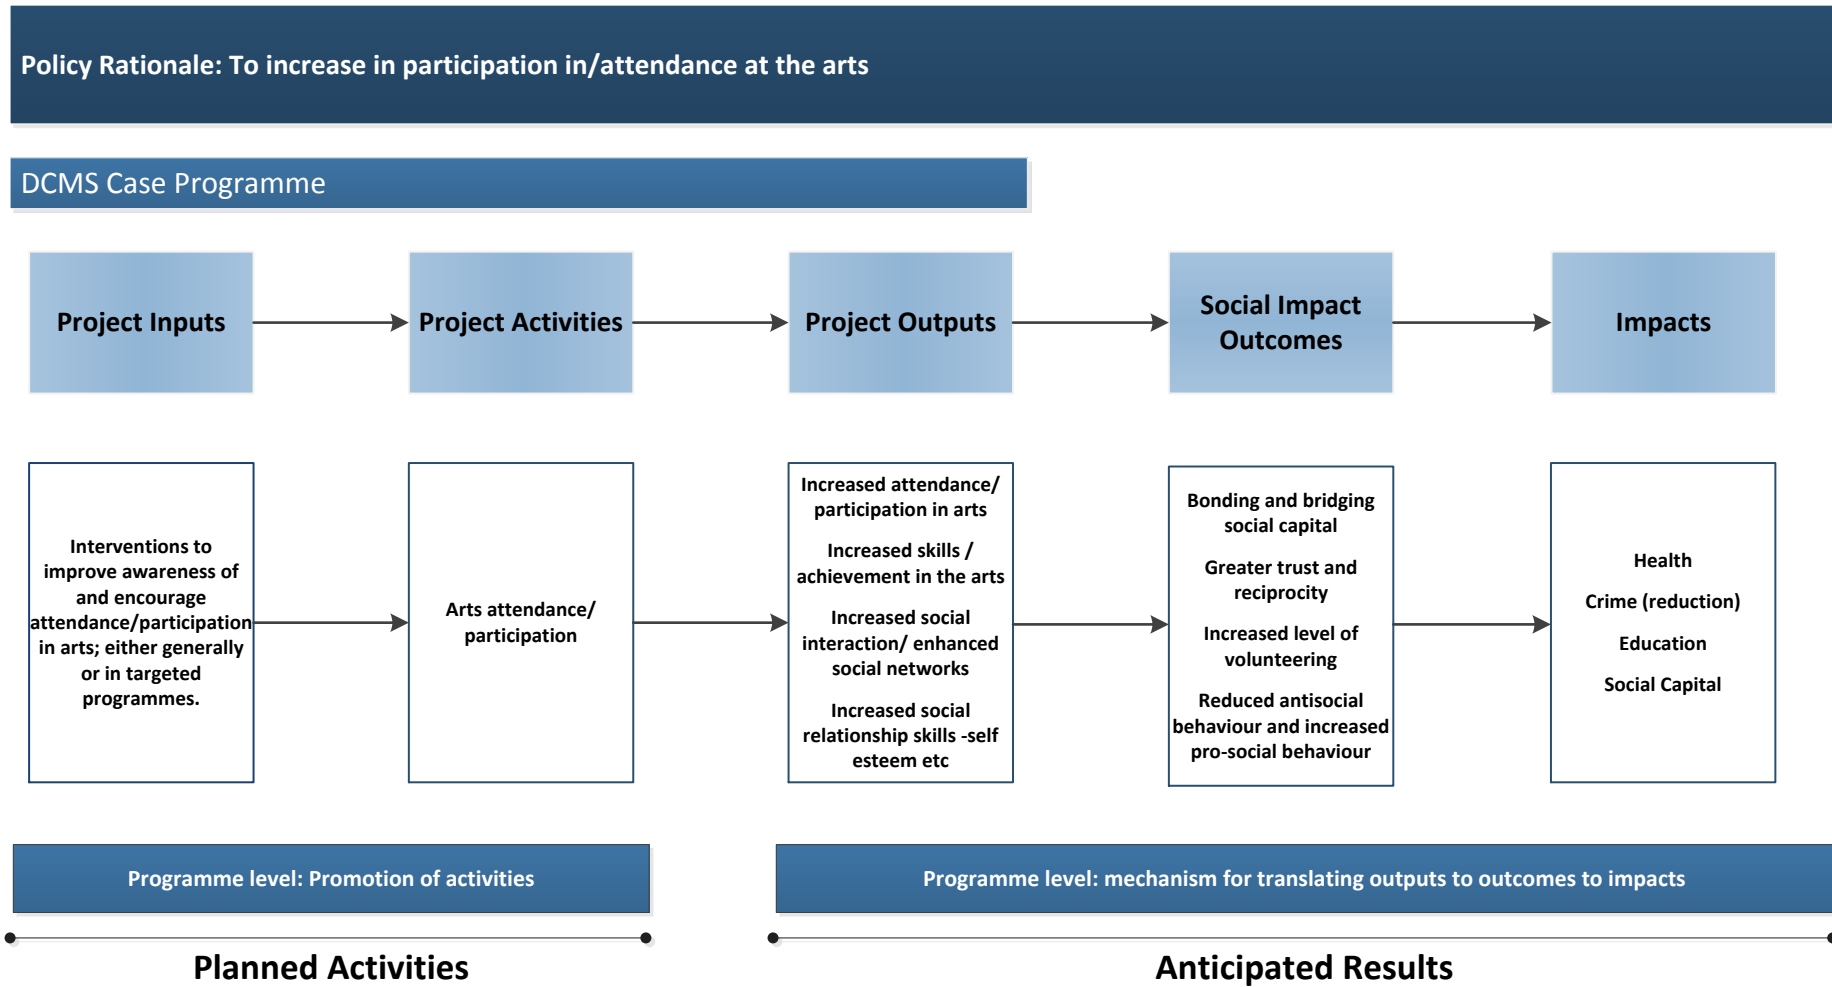 Policy Rationale: To increase in participation in/attendance at the arts
DCMS Case Programme
Project Inputs
Project Activities
Project Outputs
Social Impact
Outcomes
Impacts
Interventions to
improve awareness of
and encourage
attendance/participation
in arts; either generally
or in targeted
programmes.
Arts attendance/
participation
Increased attendance/
participation in arts
Increased skills /
achievement in the arts
Increased social
interaction/ enhanced
social networks
Increased social
relationship skills -self
esteem etc
Bonding and bridging
social capital
Greater trust and
reciprocity
Increased level of
volunteering
Reduced antisocial
behaviour and increased
pro-social behaviour
Health
Crime (reduction)
Education
Social Capital
Programme level: Promotion of activities
Programme level: mechanism for translating outputs to outcomes to impacts
Planned Activities
Anticipated Results